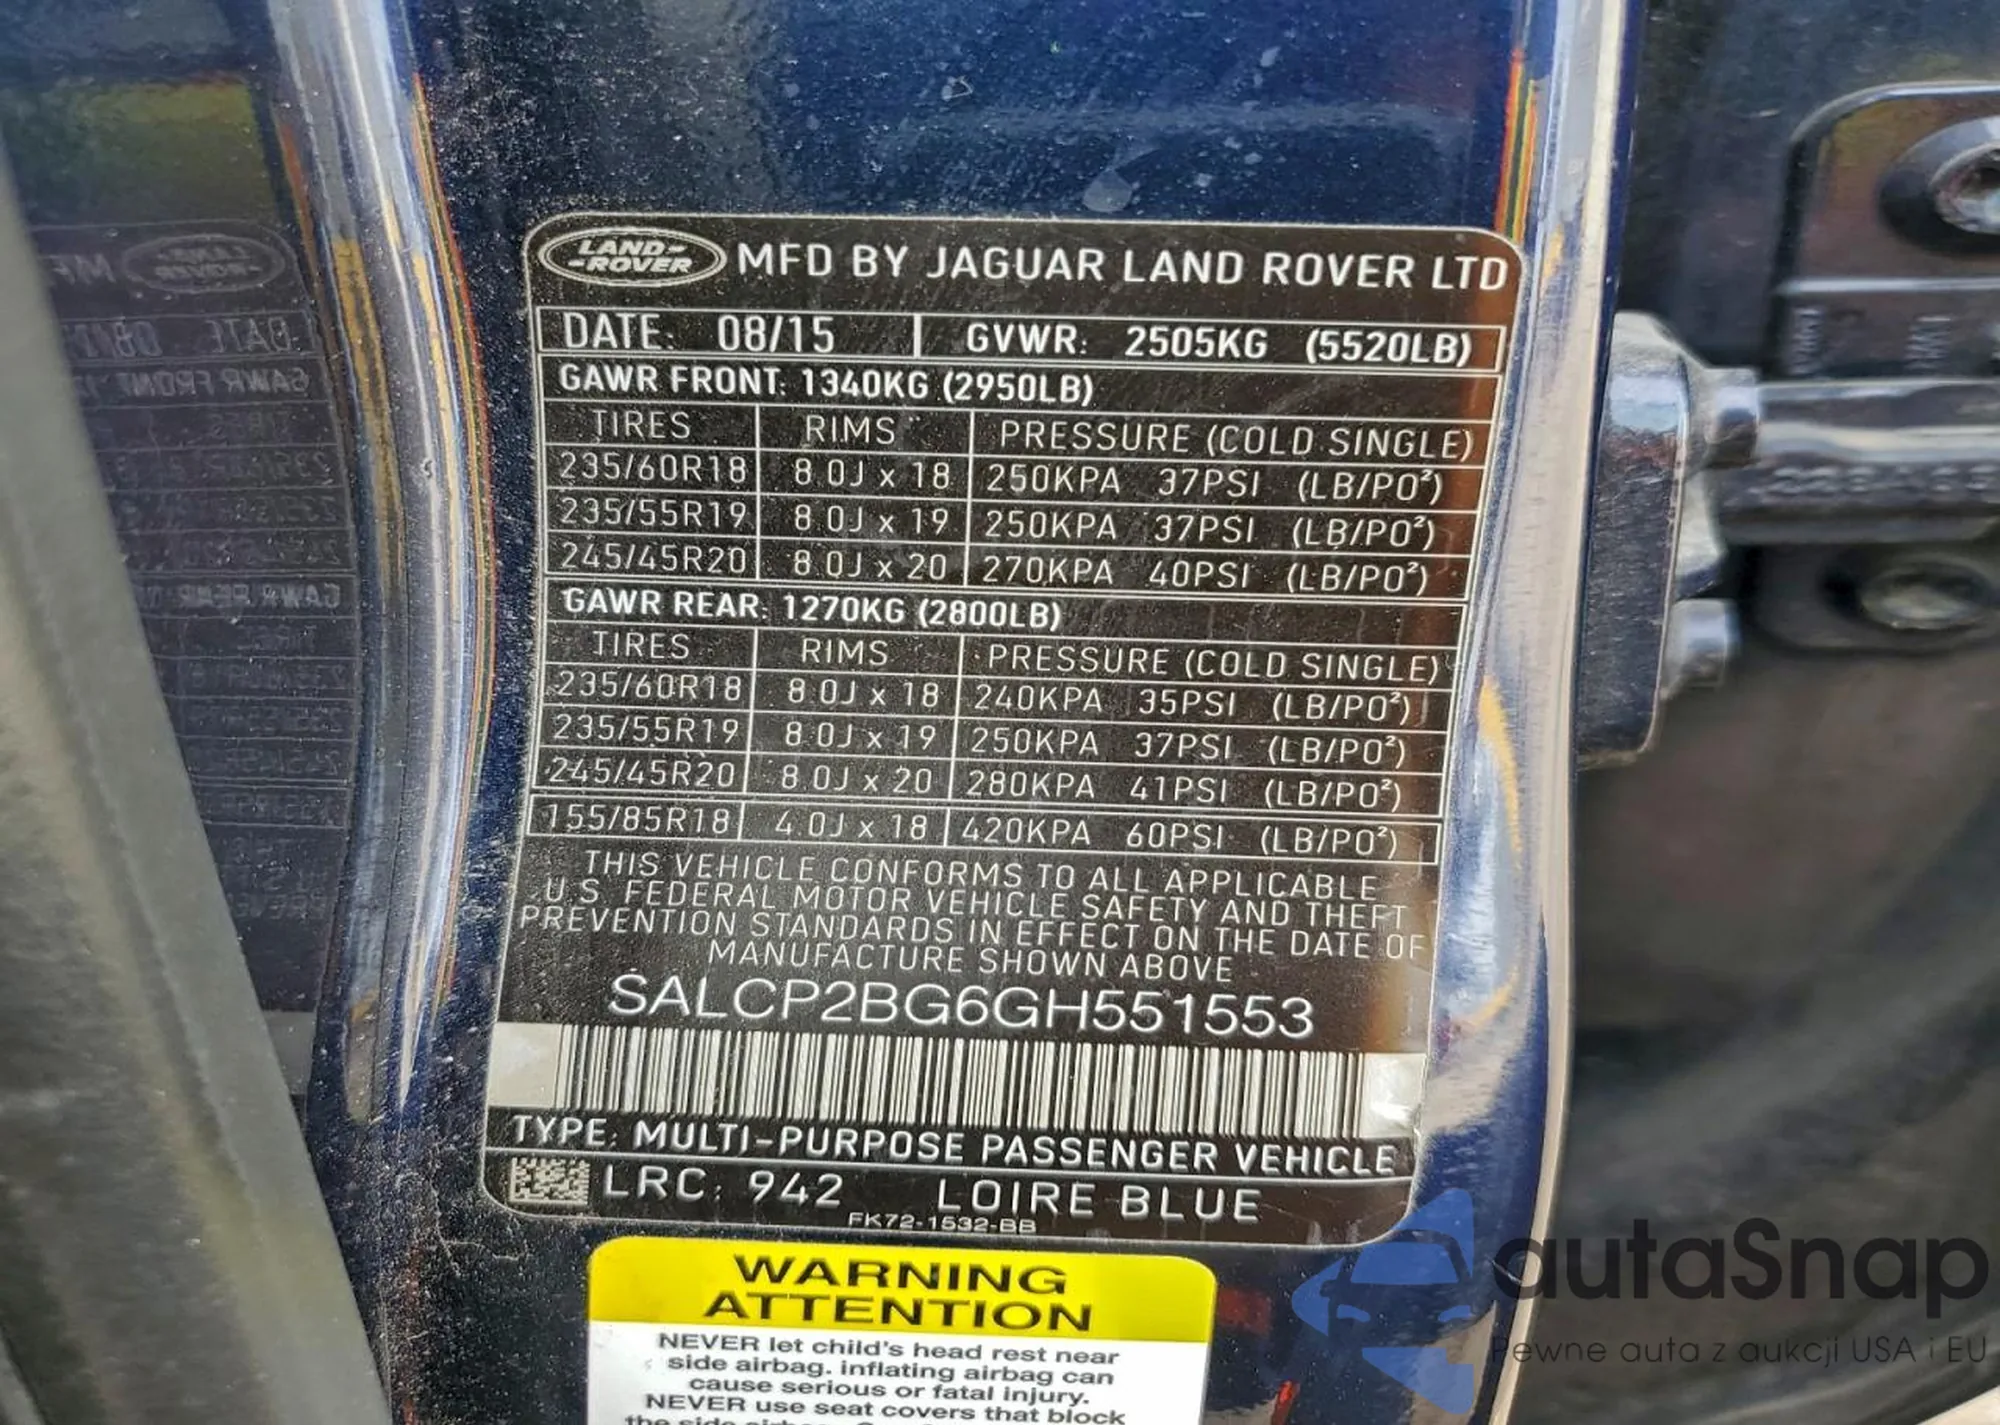 LAND-
-ROVER
MFD BY JAGUAR LAND ROVER LTD
DATE: 08/15 GVWR: 2505KG (5520LB)
GAWR FRONT: 1340KG (2950LB)
TIRES RIMS PRESSURE (COLD SINGLE)
235/60R18 8.0J x 18 250KPA 37PSI (LB/PO²)
235/55R19 8.0J x 19 250KPA 37PSI (LB/PO²)
245/45R20 8.0J x 20 270KPA 40PSI (LB/PO²)
GAWR REAR: 1270KG (2800LB)
TIRES RIMS PRESSURE (COLD SINGLE)
235/60R18 8.0J x 18 240KPA 35PSI (LB/PO²)
235/55R19 8.0J x 19 250KPA 37PSI (LB/PO²)
245/45R20 8.0J x 20 280KPA 41PSI (LB/PO²)
155/85R18 4.0J x 18 420KPA 60PSI (LB/PO²)
THIS VEHICLE CONFORMS TO ALL APPLICABLE
U.S. FEDERAL MOTOR VEHICLE SAFETY AND THEFT
PREVENTION STANDARDS IN EFFECT ON THE DATE OF
MANUFACTURE SHOWN ABOVE
SALCP2BG6GH551553
TYPE: MULTI-PURPOSE PASSENGER VEHICLE
LRC: 942 LOIRE BLUE
FK72-1532-BB
WARNING
ATTENTION
NEVER let child's head rest near
side airbag. inflating airbag can
cause serious or fatal injury.
NEVER use seat covers that block
the side
autaSnap
Pewne auta z aukcji USA i EU